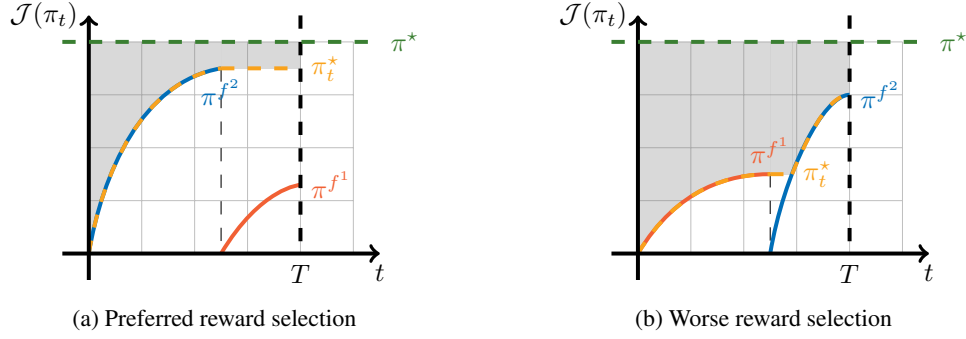 𝒥(π_t)
π^⋆
π^{f^2}
π_t^⋆
π^{f^1}
T
t
(a) Preferred reward selection
𝒥(π_t)
π^⋆
π^{f^2}
π^{f^1}
π_t^⋆
T
t
(b) Worse reward selection